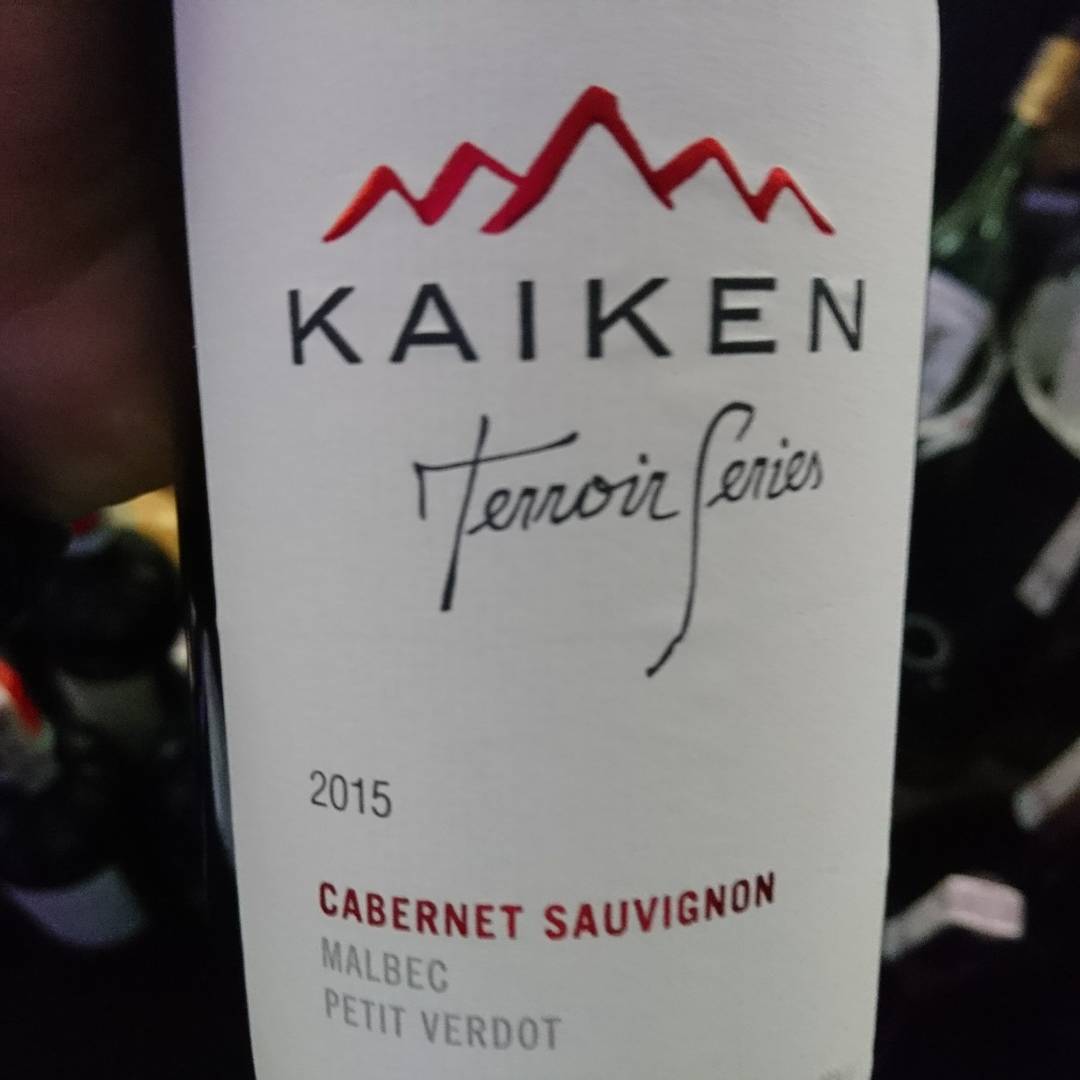 KAIKEN
Terroir Series
2015
CABERNET SAUVIGNON
MALBEC
PETIT VERDOT